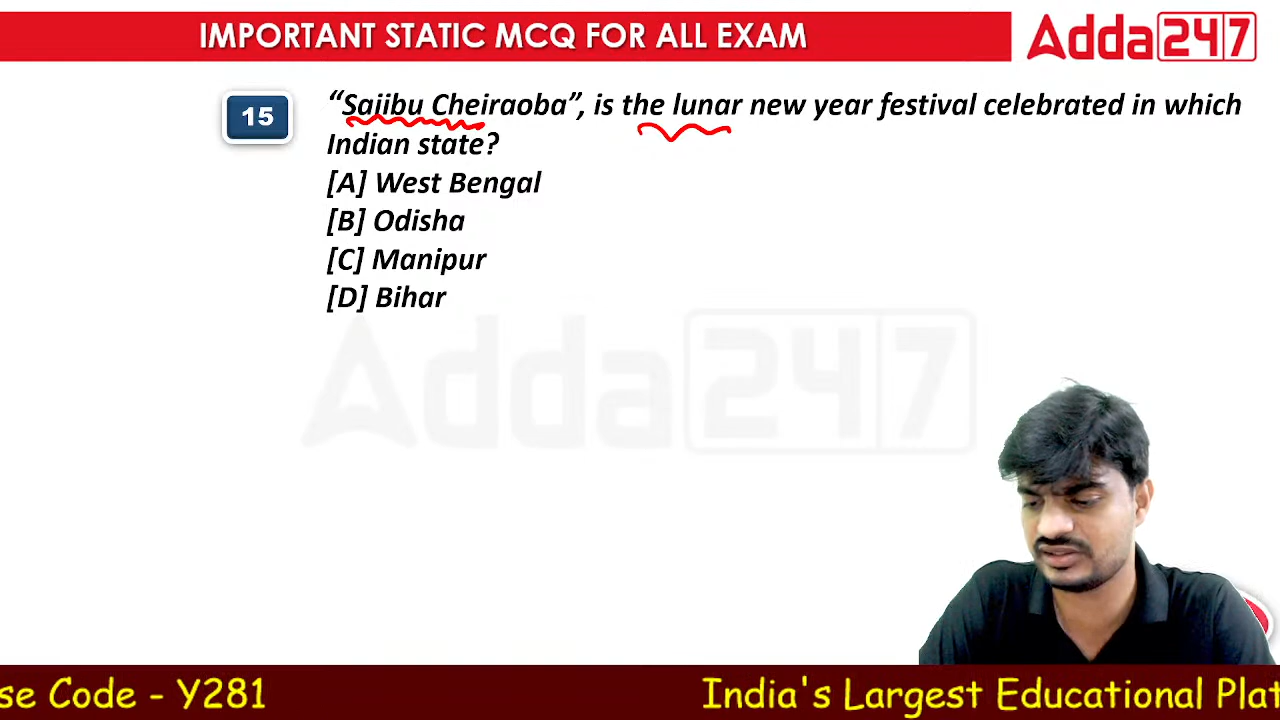 IMPORTANT STATIC MCQ FOR ALL EXAM
Adda247
15
“Sajibu Cheiraoba”, is the lunar new year festival celebrated in which
Indian state?
[A] West Bengal
[B] Odisha
[C] Manipur
[D] Bihar
Adda247
se Code - Y281
India's Largest Educational Plat